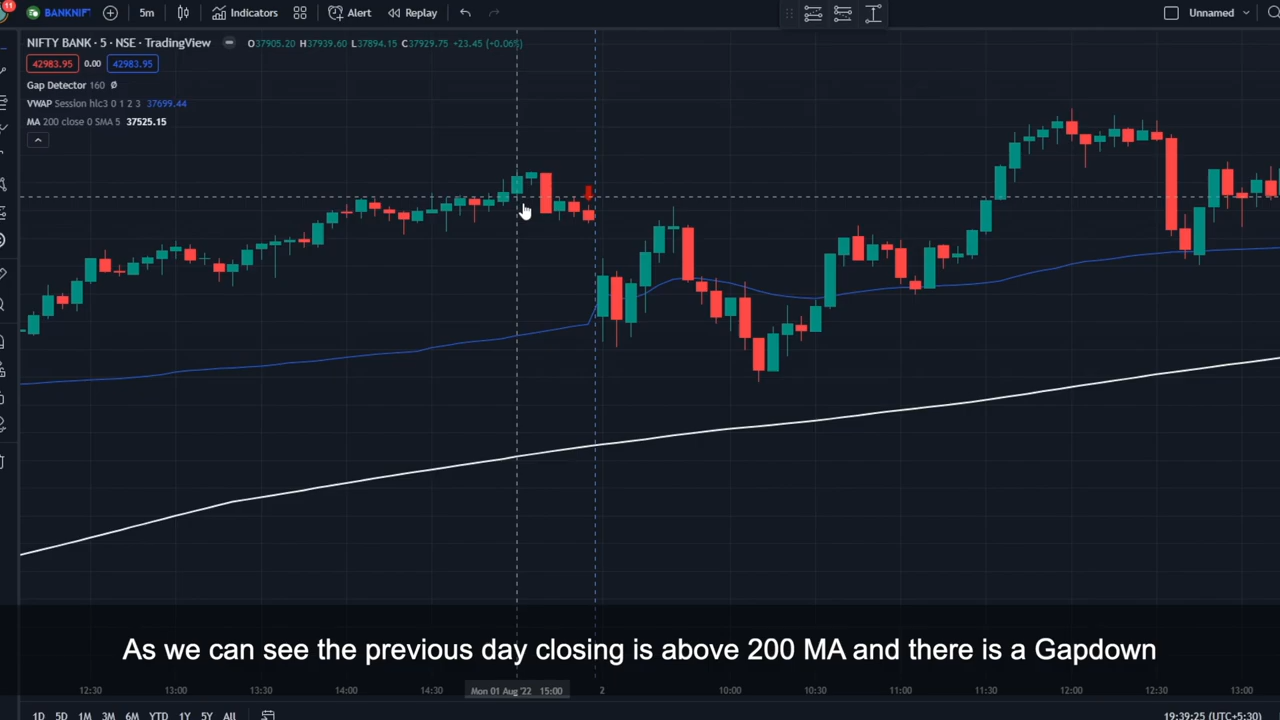 11
BANKNIFT 5m Indicators Alert Replay Unnamed
NIFTY BANK · 5 · NSE · TradingView O37905.20 H37939.60 L37894.15 C37929.75 +23.45 (+0.06%)
42983.95 0.00 42983.95
Gap Detector 160 Ø
VWAP Session hlc3 0 1 2 3 37699.44
MA 200 close 0 SMA 5 37525.15
As we can see the previous day closing is above 200 MA and there is a Gapdown
12:30 13:00 13:30 14:00 14:30 Mon 01 Aug '22 15:00 2 10:00 10:30 11:00 11:30 12:00 12:30 13:00
1D 5D 1M 3M 6M YTD 1Y 5Y All 19:39:25 (UTC+5:30)